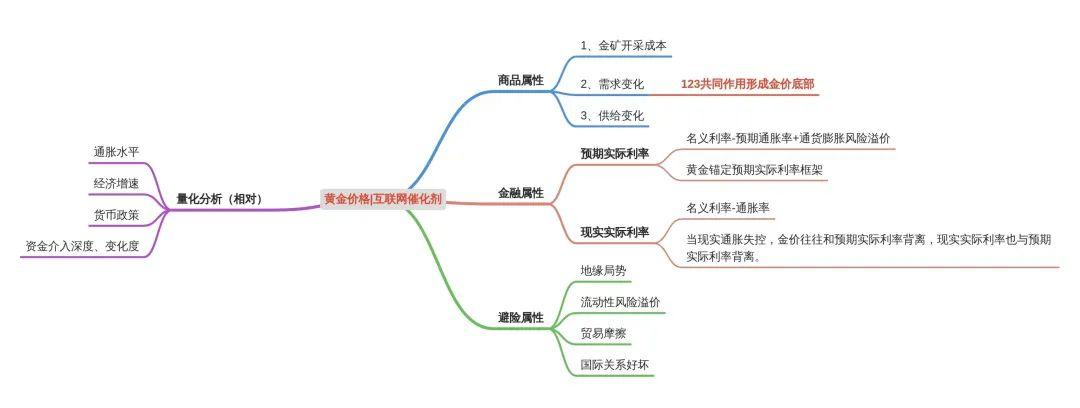 黄金价格|互联网催化剂
商品属性
1、金矿开采成本
2、需求变化
123共同作用形成金价底部
3、供给变化
金融属性
预期实际利率
名义利率-预期通胀率+通货膨胀风险溢价
黄金锚定预期实际利率框架
现实实际利率
名义利率-通胀率
当现实通胀失控，金价往往和预期实际利率背离，现实实际利率也与预期
实际利率背离。
避险属性
地缘局势
流动性风险溢价
贸易摩擦
国际关系好坏
量化分析（相对）
通胀水平
经济增速
货币政策
资金介入深度、变化度